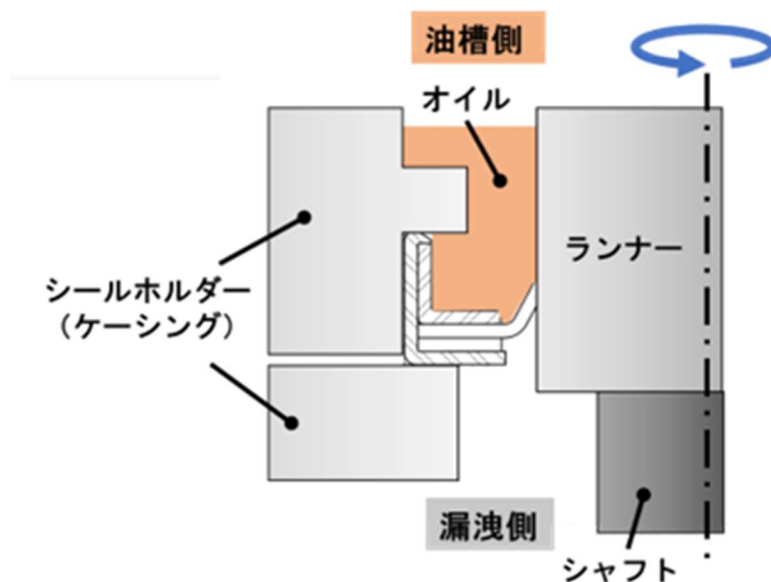 油槽側
オイル
ランナー
シールホルダー
（ケーシング）
漏洩側
シャフト